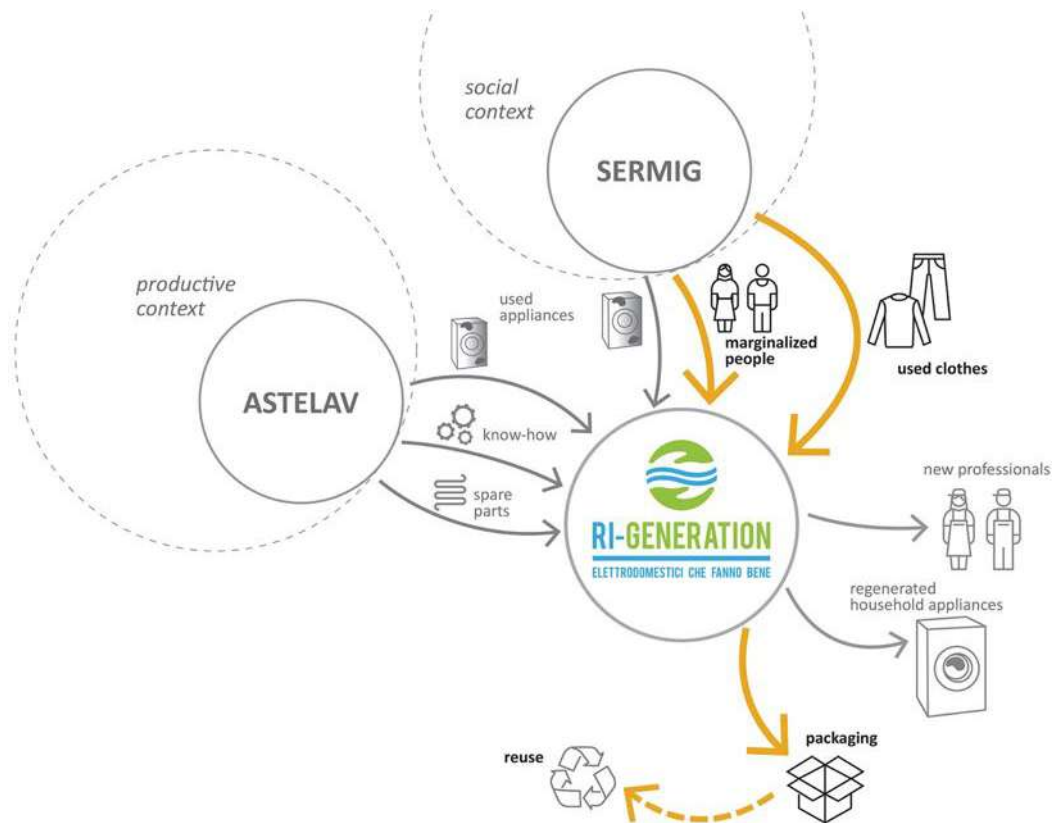 social
context
SERMIG
productive
context
ASTELAV
used
appliances
marginalized
people
used clothes
know-how
spare
parts
RI-GENERATION
ELETTRODOMESTICI CHE FANNO BENE
new professionals
regenerated
household appliances
packaging
reuse